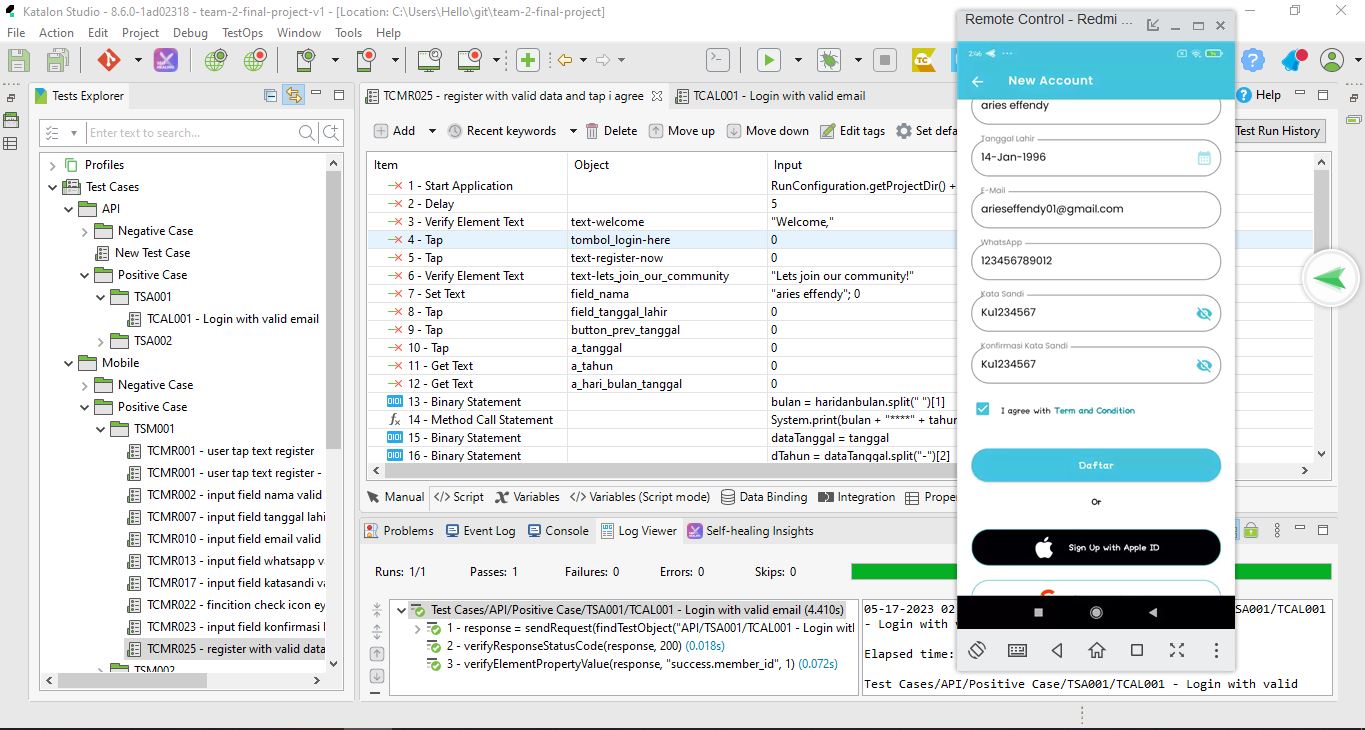 Katalon Studio - 8.6.0-1ad02318 - team-2-final-project-v1 - [Location: C:\Users\Hello\git\team-2-final-project]
File Action Edit Project Debug TestOps Window Tools Help
Tests Explorer
Enter text to search...
Profiles
Test Cases
API
Negative Case
New Test Case
Positive Case
TSA001
TCAL001 - Login with valid email
TSA002
Mobile
Negative Case
Positive Case
TSM001
TCMR001 - user tap text register
TCMR001 - user tap text register -
TCMR002 - input field nama valid
TCMR007 - input field tanggal lahi
TCMR010 - input field email valid
TCMR013 - input field whatsapp v
TCMR017 - input field katasandi v
TCMR022 - fincition check icon ey
TCMR023 - input field konfirmasi
TCMR025 - register with valid data
TSM002
TCMR025 - register with valid data and tap i agree
TCAL001 - Login with valid email
Help
Add Recent keywords Delete Move up Move down Edit tags Set defa
Test Run History
Item Object Input
1 - Start Application RunConfiguration.getProjectDir() +
2 - Delay 5
3 - Verify Element Text text-welcome "Welcome,"
4 - Tap tombol_login-here 0
5 - Tap text-register-now 0
6 - Verify Element Text text-lets_join_our_community "Lets join our community!"
7 - Set Text field_nama "aries effendy"; 0
8 - Tap field_tanggal_lahir 0
9 - Tap button_prev_tanggal 0
10 - Tap a_tanggal 0
11 - Get Text a_tahun 0
12 - Get Text a_hari_bulan_tanggal 0
13 - Binary Statement bulan = haridanbulan.split(" ")[1]
14 - Method Call Statement System.print(bulan + "****" + tahur
15 - Binary Statement dataTanggal = tanggal
16 - Binary Statement dTahun = dataTanggal.split("-")[2]
Manual Script Variables Variables (Script mode) Data Binding Integration Prope
Problems Event Log Console Log Viewer Self-healing Insights
Runs: 1/1 Passes: 1 Failures: 0 Errors: 0 Skips: 0
Test Cases/API/Positive Case/TSA001/TCAL001 - Login with valid email (4.410s)
1 - response = sendRequest(findTestObject("API/TSA001/TCAL001 - Login wit
2 - verifyResponseStatusCode(response, 200) (0.018s)
3 - verifyElementPropertyValue(response, "success.member_id", 1) (0.072s)
05-17-2023 02
SA001/TCAL001
- Login with
Elapsed time:
Test Cases/API/Positive Case/TSA001/TCAL001 - Login with valid
Remote Control - Redmi ...
2:46
New Account
aries effendy
Tanggal Lahir
14-Jan-1996
E-Mail
arieseffendy01@gmail.com
WhatsApp
123456789012
Kata Sandi
Ku1234567
Konfirmasi Kata Sandi
Ku1234567
I agree with Term and Condition
Daftar
Or
Sign Up with Apple ID